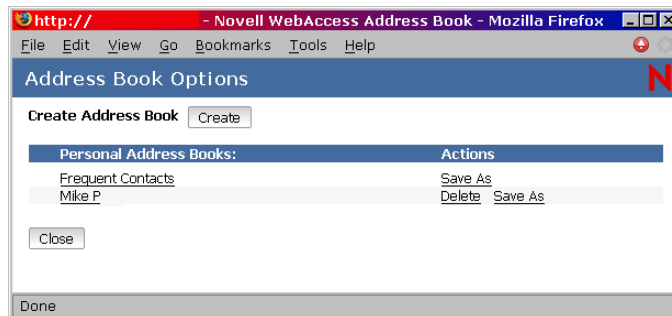 http:// - Novell WebAccess Address Book - Mozilla Firefox
File Edit View Go Bookmarks Tools Help
Address Book Options
N
Create Address Book Create
Personal Address Books: Actions
Frequent Contacts Save As
Mike P Delete Save As
Close
Done